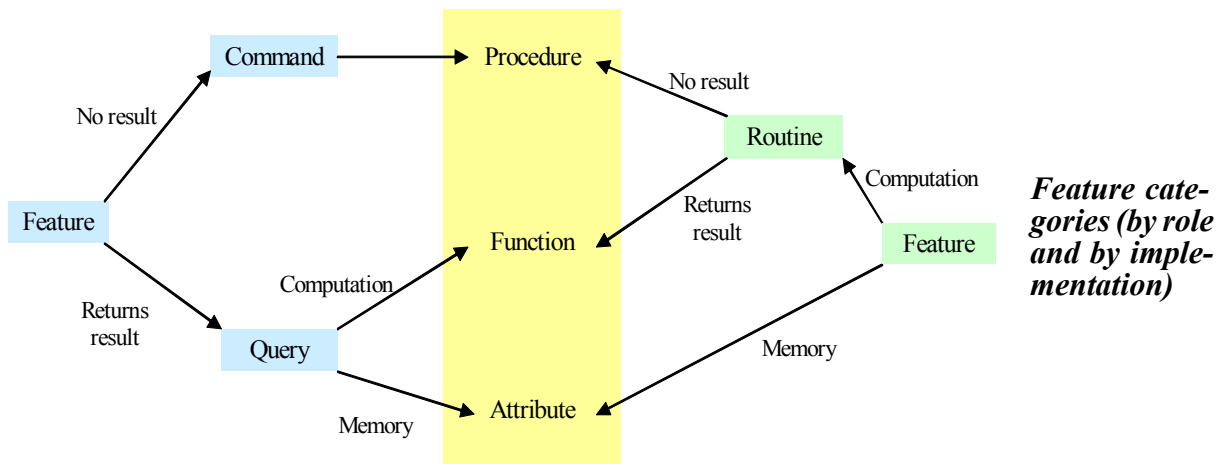 Command
Procedure
No result
No result
Routine
Computation
Feature
Returns
result
Function
Feature
Computation
Returns
result
Query
Memory
Memory
Attribute
Feature cate-
gories (by role
and by imple-
mentation)